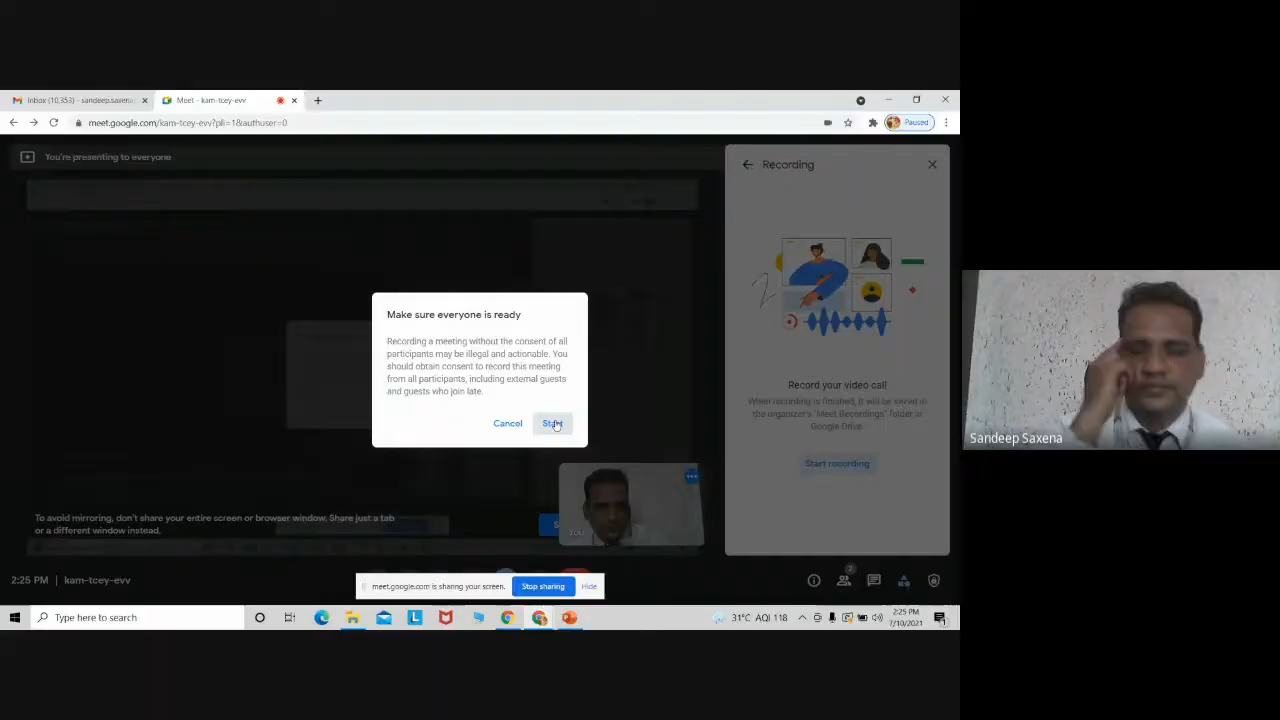 Inbox (10,353) - sandeep.saxena
Meet - kam-tcey-evv
meet.google.com/kam-tcey-evv?pli=1&authuser=0
Paused
You're presenting to everyone
Recording
Make sure everyone is ready
Recording a meeting without the consent of all
participants may be illegal and actionable. You
should obtain consent to record this meeting
from all participants, including external guests
and guests who join late.
Cancel
Start
Record your video call
When recording is finished, it will be saved in
the organizer's "Meet Recordings" folder in
Google Drive.
Start recording
Sandeep Saxena
To avoid mirroring, don't share your entire screen or browser window. Share just a tab
or a different window instead.
You
2:25 PM | kam-tcey-evv
2
meet.google.com is sharing your screen.
Stop sharing
Hide
Type here to search
31°C AQI 118
2:25 PM
7/10/2021